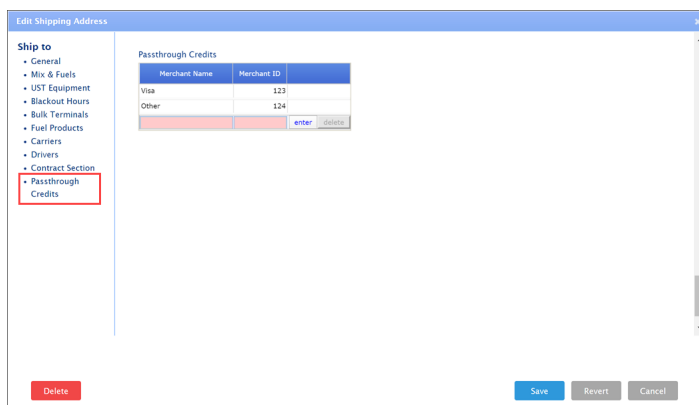 Edit Shipping Address
Ship to
• General
• Mix & Fuels
• UST Equipment
• Blackout Hours
• Bulk Terminals
• Fuel Products
• Carriers
• Drivers
• Contract Section
• Passthrough
Credits
Passthrough Credits
Merchant Name Merchant ID
Visa 123
Other 124
enter delete
Delete Save Revert Cancel